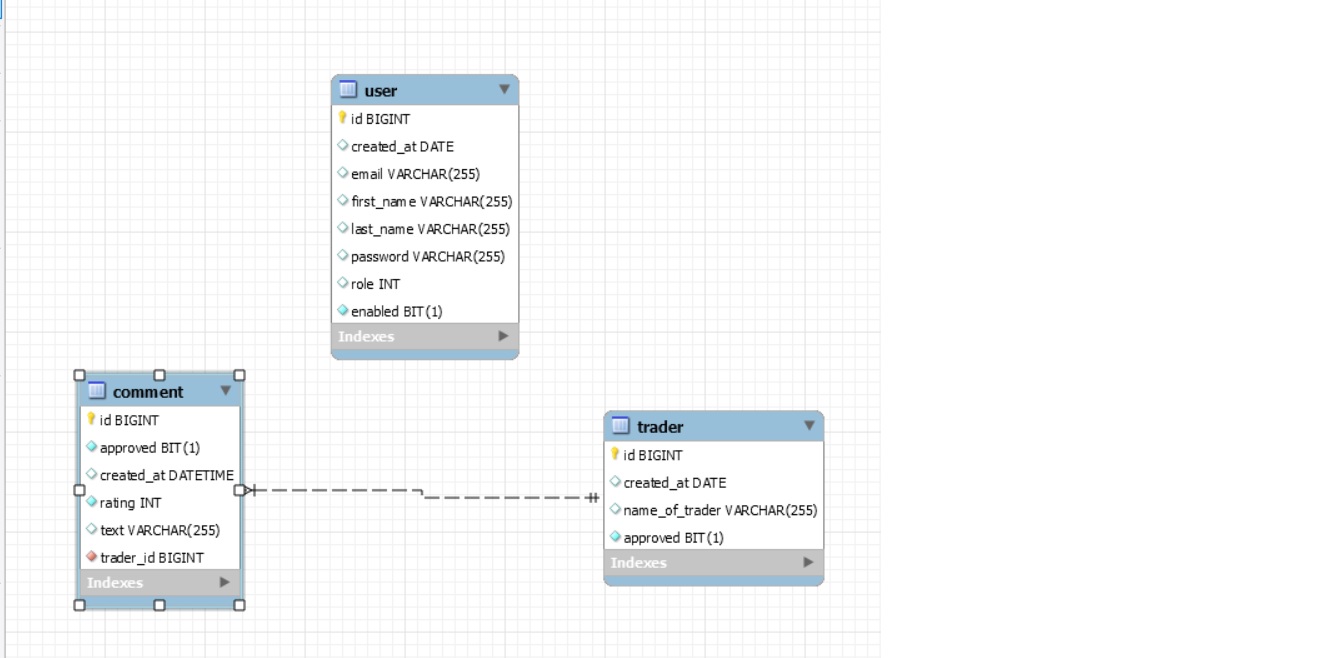 user
id BIGINT
created_at DATE
email VARCHAR(255)
first_name VARCHAR(255)
last_name VARCHAR(255)
password VARCHAR(255)
role INT
enabled BIT(1)
Indexes
comment
id BIGINT
approved BIT(1)
created_at DATETIME
rating INT
text VARCHAR(255)
trader_id BIGINT
Indexes
trader
id BIGINT
created_at DATE
name_of_trader VARCHAR(255)
approved BIT(1)
Indexes